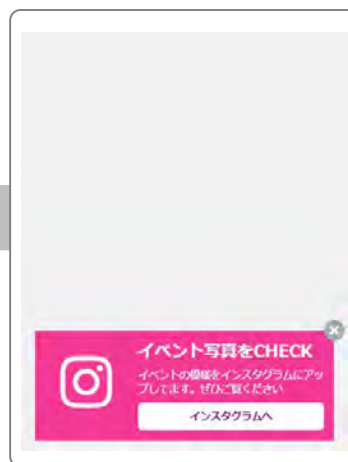 イベント写真をCHECK
イベントの模様をインスタグラムにアッ
プしてます。ぜひご覧ください
インスタグラムへ